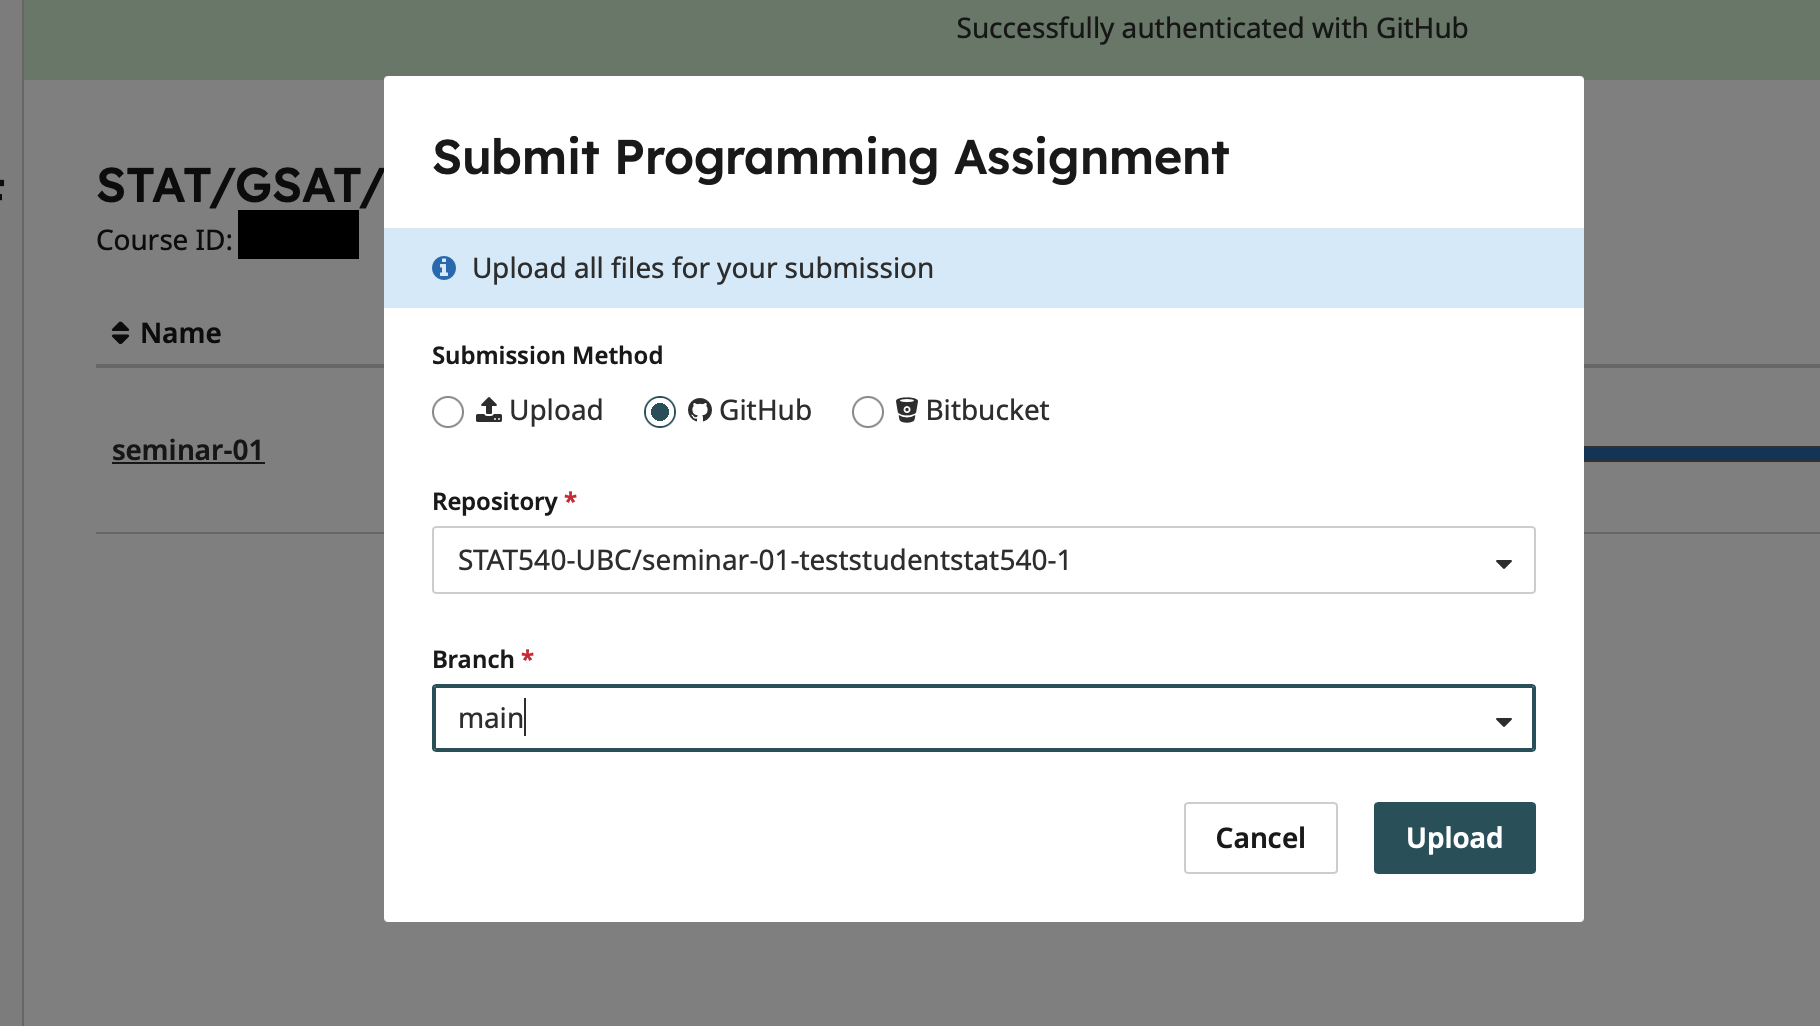 Successfully authenticated with GitHub
STAT/GSAT/
Course ID:
Name
seminar-01
Submit Programming Assignment
Upload all files for your submission
Submission Method
Upload GitHub Bitbucket
Repository *
STAT540-UBC/seminar-01-teststudentstat540-1
Branch *
main
Cancel Upload